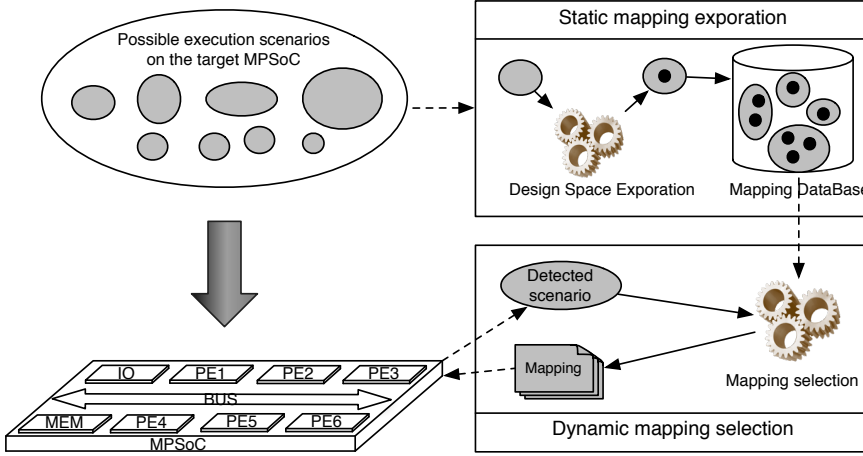 Possible execution scenarios
on the target MPSoC
Static mapping exporation
Design Space Exporation
Mapping DataBase
Detected
scenario
Mapping
Mapping selection
Dynamic mapping selection
IO
PE1
PE2
PE3
BUS
MEM
PE4
PE5
PE6
MPSoC